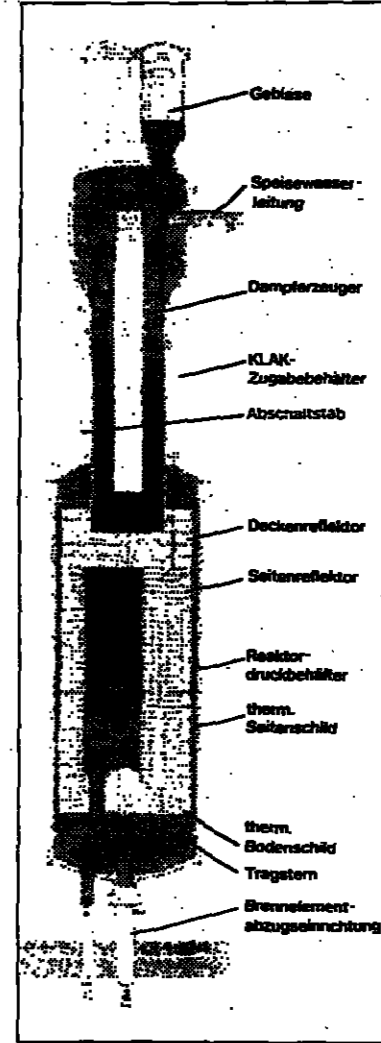 Gebläse
Speisewasser-
leitung
Dampferzeuger
KLAK-
Zugabebehälter
Abschaltstab
Deckenreflektor
Seitenreflektor
Reaktor-
druckbehälter
therm.
Seitenschild
therm.
Bodenschild
Tragstern
Brennelement-
abzugseinrichtung